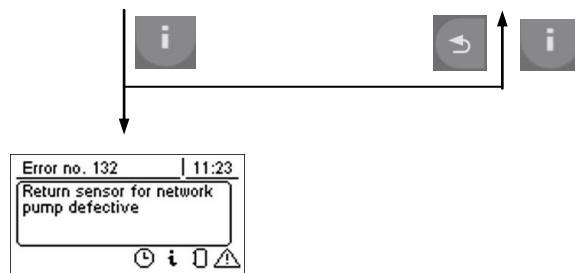 i
i
Error no. 132 11:23
Return sensor for network
pump defective
i